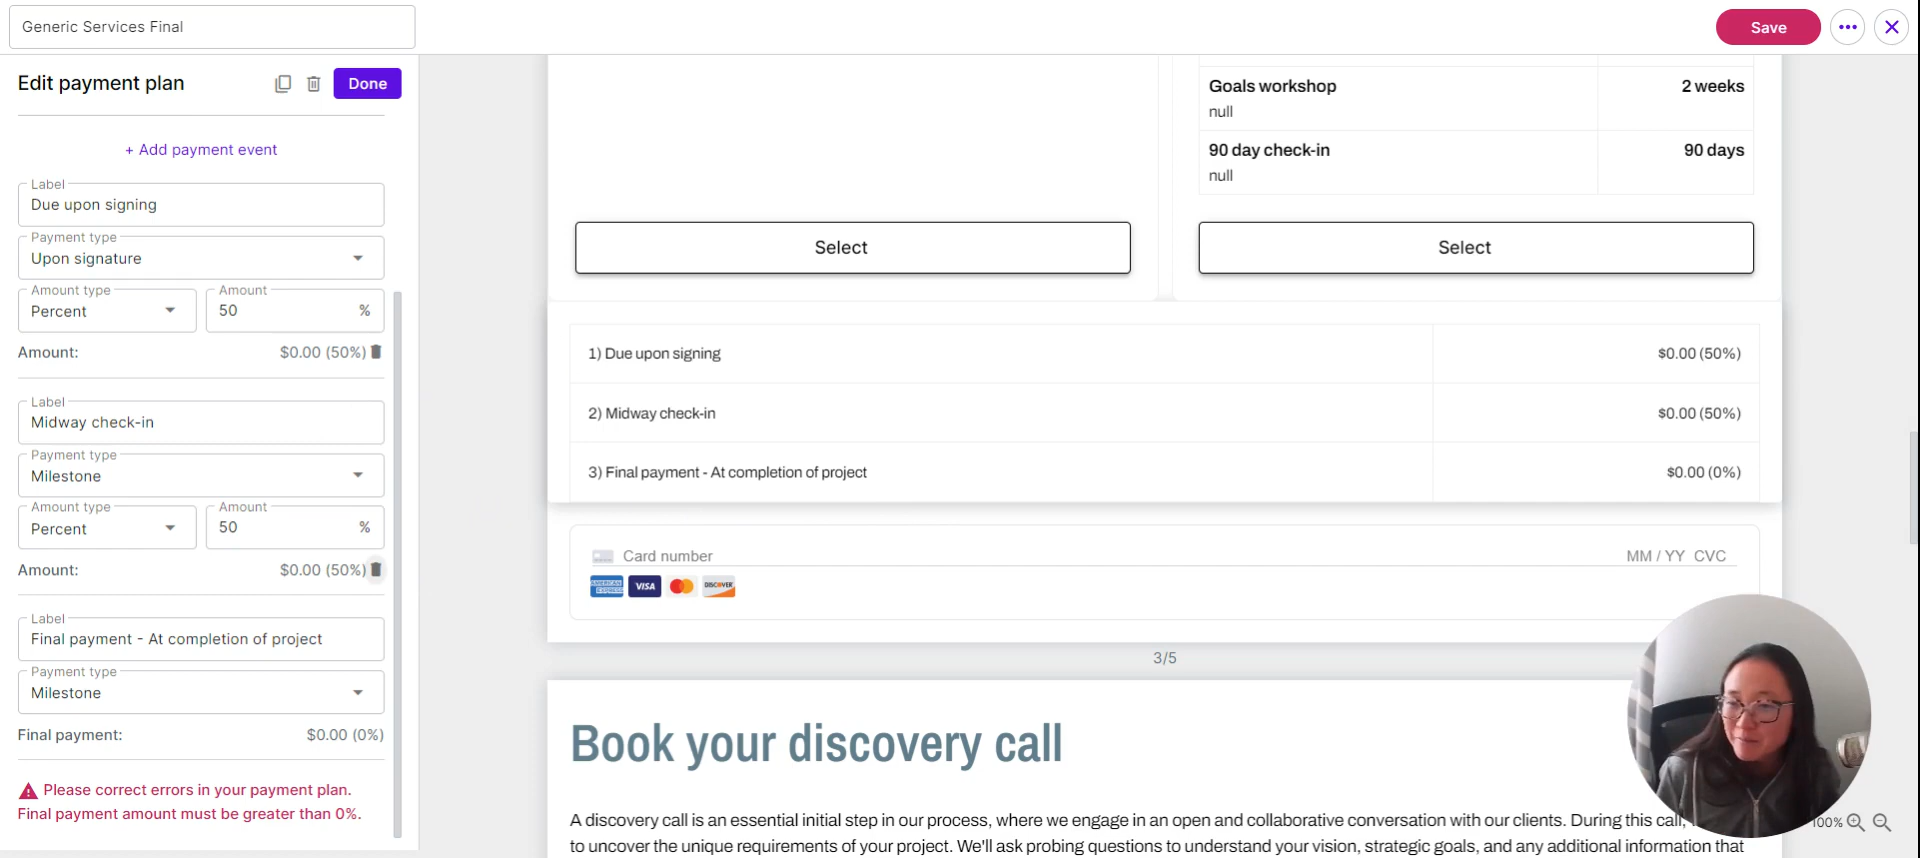 Generic Services Final
Save
Edit payment plan
Done
+ Add payment event
Label
Due upon signing
Payment type
Upon signature
Amount type
Percent
Amount
50 %
Amount:
$0.00 (50%)
Label
Midway check-in
Payment type
Milestone
Amount type
Percent
Amount
50 %
Amount:
$0.00 (50%)
Label
Final payment - At completion of project
Payment type
Milestone
Final payment:
$0.00 (0%)
Please correct errors in your payment plan.
Final payment amount must be greater than 0%.
Goals workshop
2 weeks
null
90 day check-in
90 days
null
Select
Select
1) Due upon signing
$0.00 (50%)
2) Midway check-in
$0.00 (50%)
3) Final payment - At completion of project
$0.00 (0%)
Card number
MM / YY CVC
AMERICAN EXPRESS
VISA
DISCOVER
3/5
Book your discovery call
A discovery call is an essential initial step in our process, where we engage in an open and collaborative conversation with our clients. During this call,
to uncover the unique requirements of your project. We'll ask probing questions to understand your vision, strategic goals, and any additional information that
100%